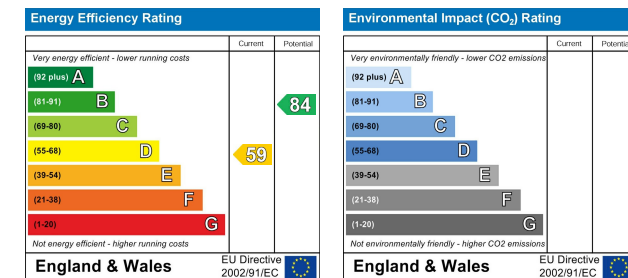 Energy Efficiency Rating
Current Potential
Very energy efficient - lower running costs
(92 plus) A
(81-91) B
84
(69-80) C
(55-68) D
59
(39-54) E
(21-38) F
(1-20) G
Not energy efficient - higher running costs
England & Wales
EU Directive
2002/91/EC
Environmental Impact (CO₂) Rating
Current Potentia
Very environmentally friendly - lower CO2 emissions
(92 plus) A
(81-91) B
(69-80) C
(55-68) D
(39-54) E
(21-38) F
(1-20) G
Not environmentally friendly - higher CO2 emissions
England & Wales
EU Directive
2002/91/EC